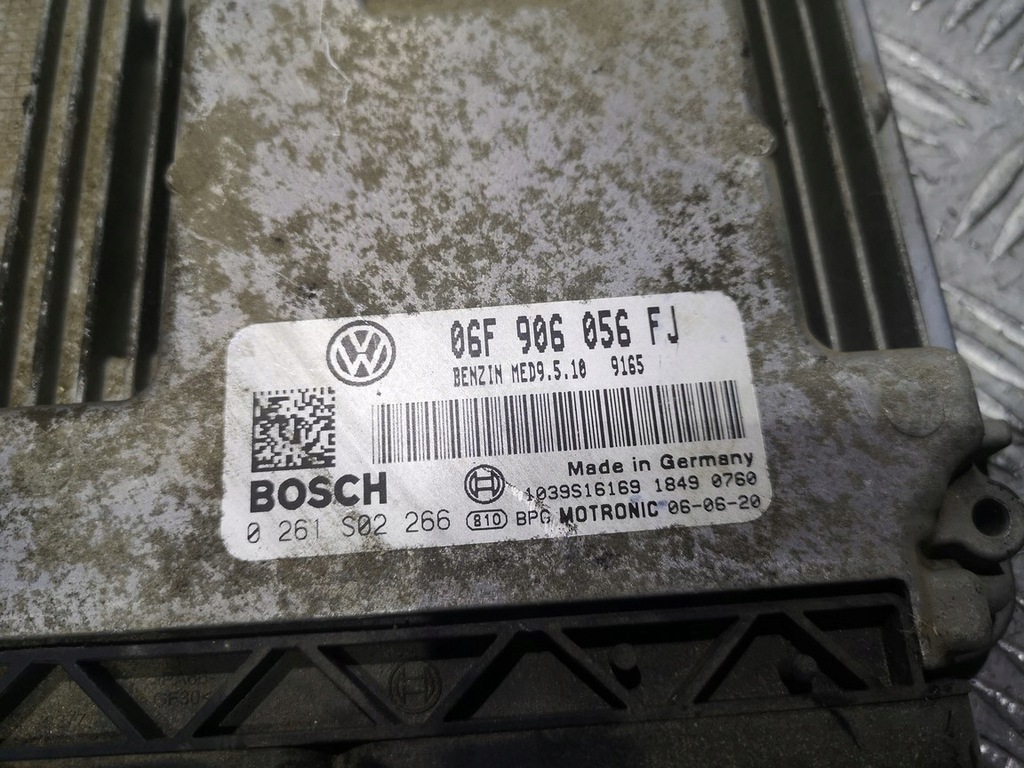 06F 906 056 FJ
BENZIN MED9.5.10 9165
Made in Germany
BOSCH
1039S16169 1849 0760
0 261 S02 266 810 BPG MOTRONIC 06-06-20